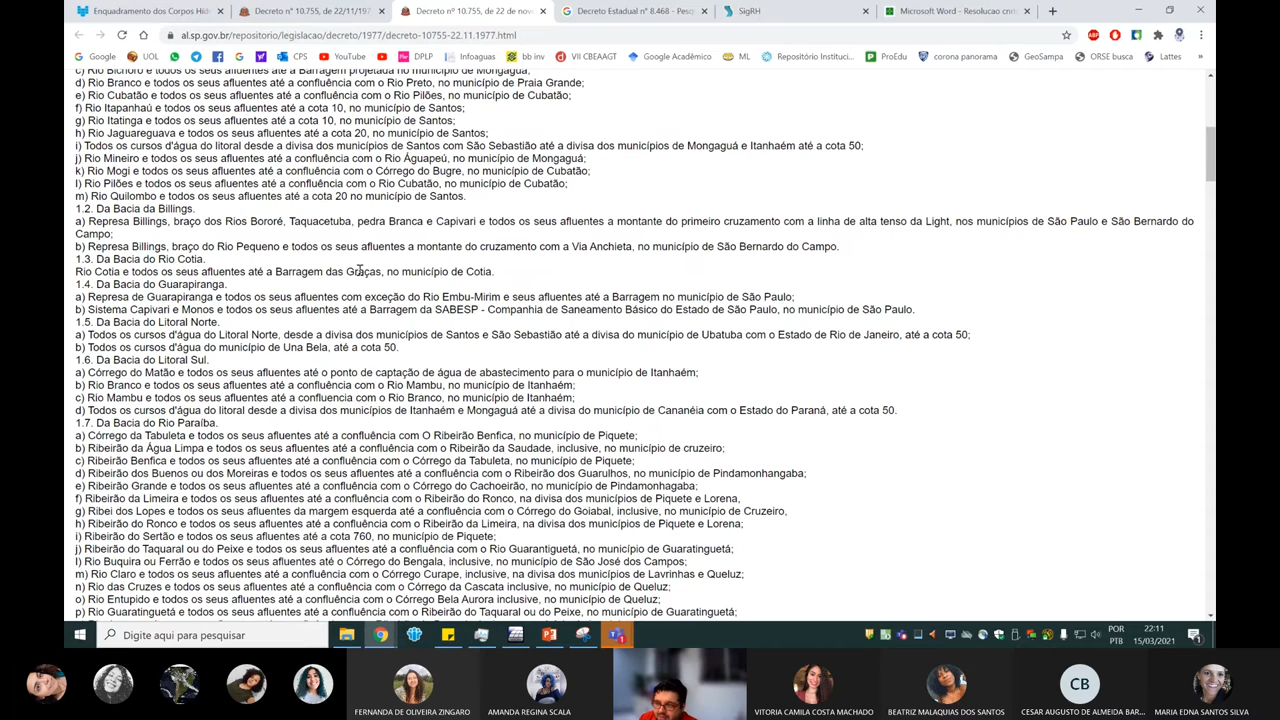 Enquadramento dos Corpos Híd
Decreto n° 10.755, de 22/11/197
Decreto nº 10.755, de 22 de nov
Decreto Estadual n° 8.468 - Pesq
SigRH
Microsoft Word - Resolucao cnrh
al.sp.gov.br/repositorio/legislacao/decreto/1977/decreto-10755-22.11.1977.html
Google
UOL
CPS
YouTube
DPLP
Infoaguas
bb inv
VII CBEAAGT
Google Acadêmico
ML
Repositório Instituci...
ProEdu
corona panorama
GeoSampa
ORSE busca
Lattes
»
c) Rio Bichoro e todos os seus afluentes até a Barragem projetada no município de Mongaguá;
d) Rio Branco e todos os seus afluentes até a confluência com o Rio Preto, no município de Praia Grande;
e) Rio Cubatão e todos os seus afluentes até a confluência com o Rio Pilões, no município de Cubatão;
f) Rio Itapanhaú e todos os seus afluentes até a cota 10, no município de Santos;
g) Rio Itatinga e todos os seus afluentes até a cota 10, no município de Santos;
h) Rio Jaguareguava e todos os seus afluentes até a cota 20, no município de Santos;
i) Todos os cursos d'água do litoral desde a divisa dos municípios de Santos com São Sebastião até a divisa do municípios de Mongaguá e Itanhaém até a cota 50;
j) Rio Mineiro e todos os seus afluentes até a confluência com o Rio Águapeú, no município de Mongaguá;
k) Rio Mogi e todos os seus afluentes até a confluência com o Córrego do Bugre, no município de Cubatão;
l) Rio Pilões e todos os seus afluentes até a confluência com o Rio Cubatão, no município de Cubatão;
m) Rio Quilombo e todos os seus afluentes até a cota 20 no município de Santos.
1.2. Da Bacia da Billings.
a) Represa Billings, braço dos Rios Bororé, Taquacetuba, pedra Branca e Capivari e todos os seus afluentes a montante do primeiro cruzamento com a linha de alta tenso da Light, nos municípios de São Paulo e São Bernardo do
Campo;
b) Represa Billings, braço do Rio Pequeno e todos os seus afluentes a montante do cruzamento com a Via Anchieta, no município de São Bernardo do Campo.
1.3. Da Bacia do Rio Cotia.
Rio Cotia e todos os seus afluentes até a Barragem das Graças, no município de Cotia.
1.4. Da Bacia do Guarapiranga.
a) Represa de Guarapiranga e todos os seus afluentes com exceção do Rio Embu-Mirim e seus afluentes até a Barragem no município de São Paulo;
b) Sistema Capivari e Monos e todos os seus afluentes até a Barragem da SABESP - Companhia de Saneamento Básico do Estado de São Paulo, no município de São Paulo.
1.5. Da Bacia do Litoral Norte.
a) Todos os cursos d'água do Litoral Norte, desde a divisa dos municípios de Santos e São Sebastião até a divisa do município de Ubatuba com o Estado de Rio de Janeiro, até a cota 50;
b) Todos os cursos d'água do município de Una Bela, até a cota 50.
1.6. Da Bacia do Litoral Sul.
a) Córrego do Matão e todos os seus afluentes até o ponto de captação de água de abastecimento para o município de Itanhaém;
b) Rio Branco e todos os seus afluentes até a confluência com o Rio Mambu, no município de Itanhaém;
c) Rio Mambu e todos os seus afluentes até a confluência com o Rio Branco, no município de Itanhaém;
d) Todos os cursos d'água do litoral desde a divisa dos municípios de Itanhaém e Mongaguá até a divisa do município de Cananéia com o Estado do Paraná, até a cota 50.
1.7. Da Bacia do Rio Paraíba.
a) Córrego da Tabuleta e todos os seus afluentes até a confluência com O Ribeirão Benfica, no município de Piquete;
b) Ribeirão da Água Limpa e todos os seus afluentes até a confluência com o Ribeirão da Saudade, inclusive, no município de cruzeiro;
c) Ribeirão Benfica e todos os seus afluentes até a confluência com o Córrego da Tabuleta, no município de Piquete;
d) Ribeirão dos Buenos ou dos Moreiras e todos os seus afluentes até a confluência com o Ribeirão dos Guarulhos, no município de Pindamonhangaba;
e) Ribeirão Grande e todos os seus afluentes até a confluência com o Córrego do Cachoeirão, no município de Pindamonhagaba;
f) Ribeirão da Limeira e todos os seus afluentes até a confluência com o Ribeirão do Ronco, na divisa dos municípios de Piquete e Lorena,
g) Ribei dos Lopes e todos os seus afluentes da margem esquerda até a confluência com o Córrego do Goiabal, inclusive, no município de Cruzeiro,
h) Ribeirão do Ronco e todos os seus afluentes até a confluência com o Ribeirão da Limeira, na divisa dos municípios de Piquete e Lorena;
i) Ribeirão do Sertão e todos os seus afluentes até a cota 760, no município de Piquete;
j) Ribeirão do Taquaral ou do Peixe e todos os seus afluentes até a confluência com o Rio Guarantiguetá, no município de Guaratinguetá;
l) Rio Buquira ou Ferrão e todos os seus afluentes até o Córrego do Bengala, inclusive, no município de São José dos Campos;
m) Rio Claro e todos os seus afluentes até a confluência com o Córrego Curape, inclusive, na divisa dos municípios de Lavrinhas e Queluz;
n) Rio das Cruzes e todos os seus afluentes até a confluência com o Córrego da Cascata inclusive, no município de Queluz;
o) Rio Entupido e todos os seus afluentes até a confluência com o Córrego Bela Aurora inclusive, no município de Queluz;
p) Rio Guaratinguetá e todos os seus afluentes até a confluência com o Ribeirão do Taquaral ou do Peixe, no município de Guaratinguetá;
Digite aqui para pesquisar
POR
PTB
22:11
15/03/2021
FERNANDA DE OLIVEIRA ZINGARO
AMANDA REGINA SCALA
VITORIA CAMILA COSTA MACHADO
BEATRIZ MALAQUIAS DOS SANTOS
CB
CESAR AUGUSTO DE ALMEIDA BAR...
MARIA EDNA SANTOS SILVA